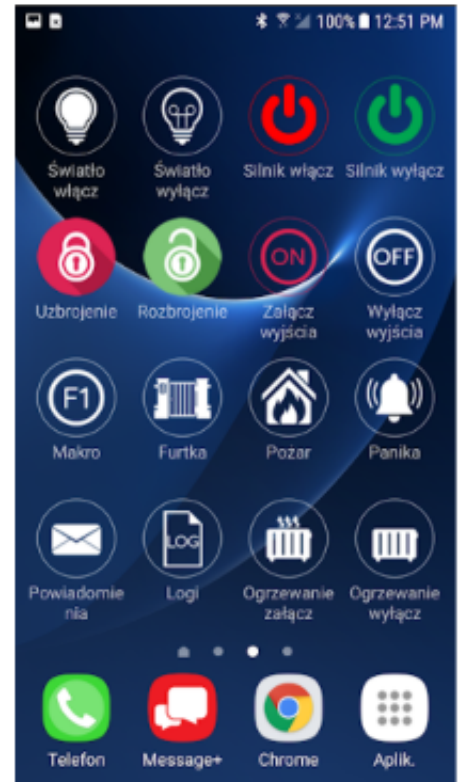 100% 12:51 PM
Światło włącz
Światło wyłącz
Silnik włącz
Silnik wyłącz
Uzbrojenie
Rozbrojenie
ON
Załącz wyjścia
OFF
Wyłącz wyjścia
F1
Makro
Furtka
Pożar
Panika
Powiadomie
nia
LOG
Logi
Ogrzewanie załącz
Ogrzewanie wyłącz
Telefon
Message+
Chrome
Aplik.